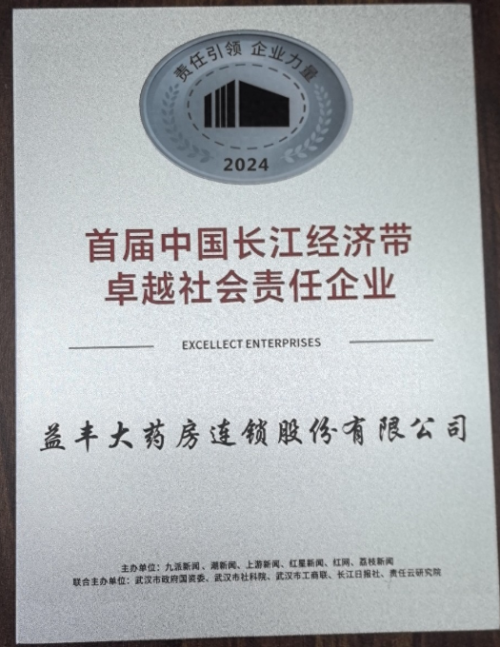 责任引领 企业力量
2024
首届中国长江经济带
卓越社会责任企业
EXCELLECT ENTERPRISES
益丰大药房连锁股份有限公司
主办单位：九派新闻、潮新闻、上游新闻、红星新闻、红网、荔枝新闻
联合主办单位：武汉市政府国资委、武汉市社科院、武汉市工商联、长江日报社、责任云研究院